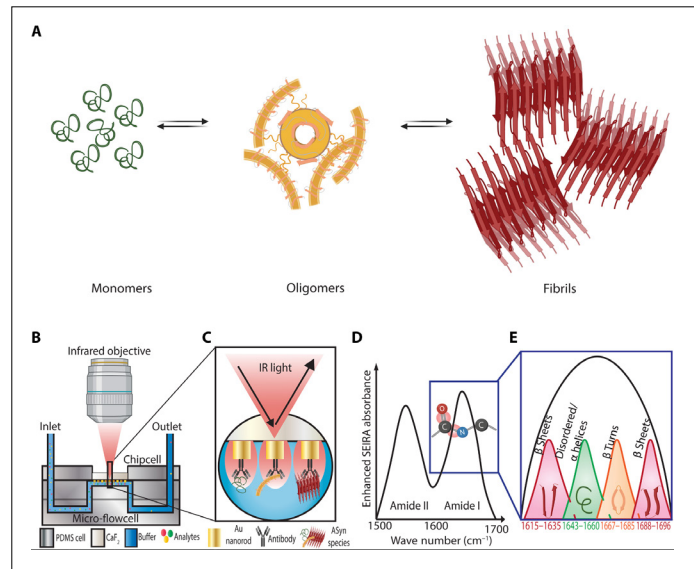 A
Monomers
Oligomers
Fibrils
B
Infrared objective
Inlet
Outlet
Chipcell
Micro-flowcell
C
IR light
D
Enhanced SEIRA absorbance
O
C
N
C
Amide II
Amide I
1500
1600
1700
Wave number (cm⁻¹)
E
β Sheets
Disordered/
α helices
β Turns
β Sheets
1615–1635
1643–1660
1667–1685
1688–1696
PDMS cell
CaF₂
Buffer
Analytes
Au
nanorod
Antibody
ASyn
species